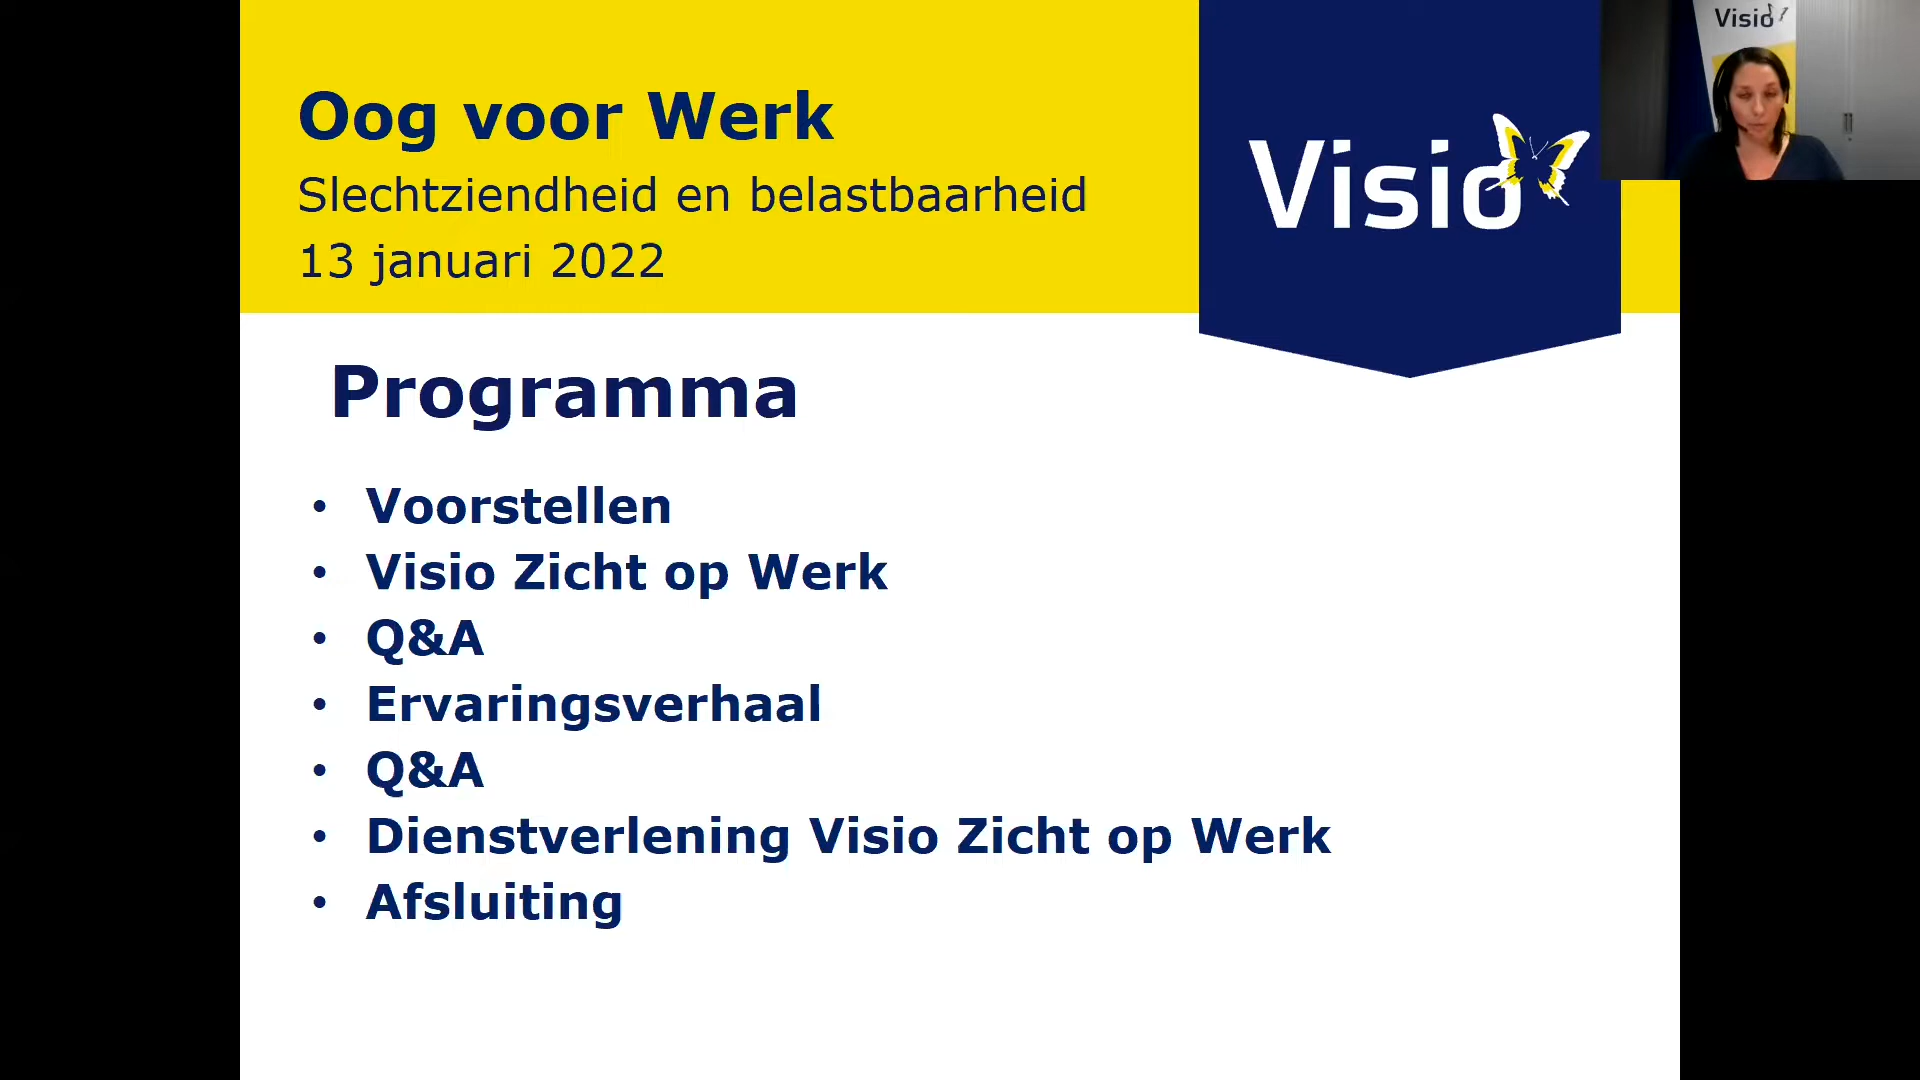 Oog voor Werk
Slechtziendheid en belastbaarheid
13 januari 2022
Visio
Visio
Programma
• Voorstellen
• Visio Zicht op Werk
• Q&A
• Ervaringsverhaal
• Q&A
• Dienstverlening Visio Zicht op Werk
• Afsluiting